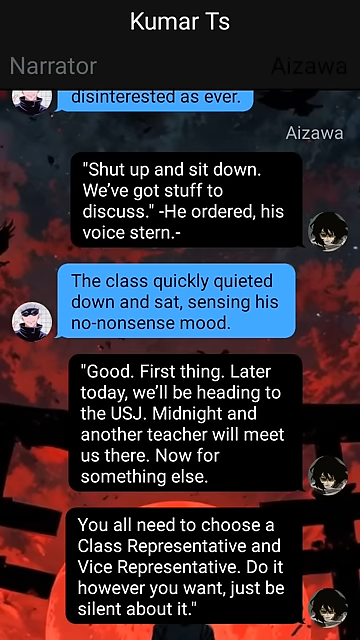 Kumar Ts
Narrator
Aizawa
disinterested as ever.
Aizawa
"Shut up and sit down.
We've got stuff to
discuss." -He ordered, his
voice stern.-
The class quickly quieted
down and sat, sensing his
no-nonsense mood.
"Good. First thing. Later
today, we'll be heading to
the USJ. Midnight and
another teacher will meet
us there. Now for
something else.
You all need to choose a
Class Representative and
Vice Representative. Do it
however you want, just be
silent about it."